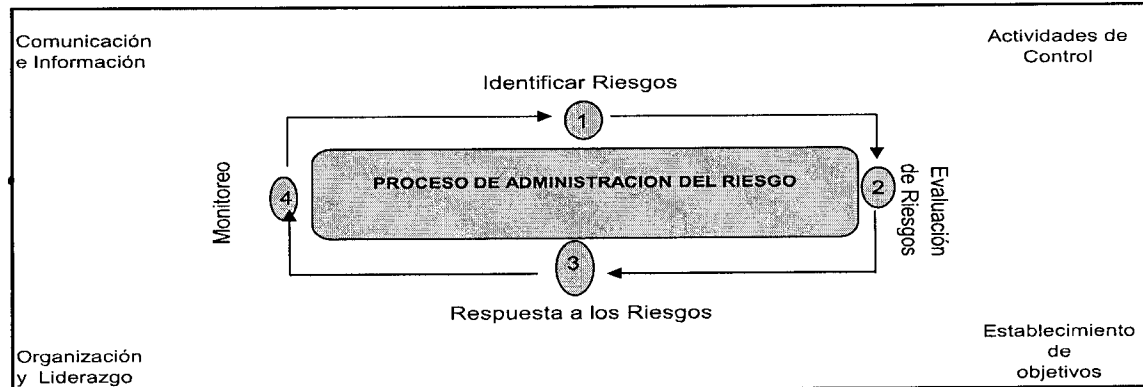 Comunicación
e Información
Actividades de
Control
Identificar Riesgos
1
PROCESO DE ADMINISTRACION DEL RIESGO
Monitoreo
4
2
Evaluación
de Riesgos
3
Respuesta a los Riesgos
Organización
y Liderazgo
Establecimiento
de
objetivos